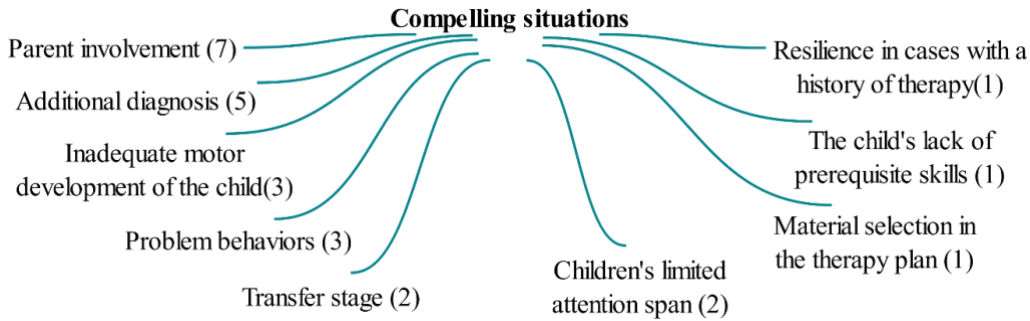 Compelling situations
Parent involvement (7)
Additional diagnosis (5)
Inadequate motor
development of the child(3)
Problem behaviors (3)
Transfer stage (2)
Children's limited
attention span (2)
Resilience in cases with a
history of therapy(1)
The child's lack of
prerequisite skills (1)
Material selection in
the therapy plan (1)